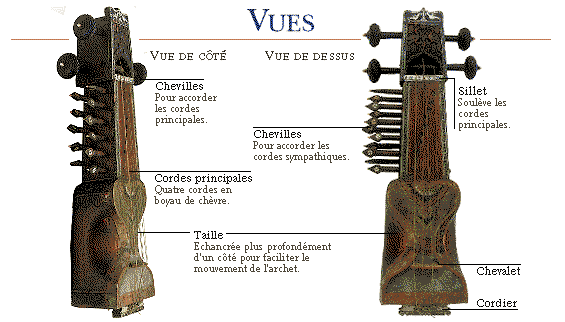 VUES
VUE DE CÔTÉ
VUE DE DESSUS
Chevilles
Pour accorder
les cordes
principales.
Sillet
Soulève les
cordes
principales.
Chevilles
Pour accorder les
cordes sympathiques.
Cordes principales
Quatre cordes en
boyau de chèvre.
Taille
Echancrée plus profondément
d'un côté pour faciliter le
mouvement de l'archet.
Chevalet
Cordier